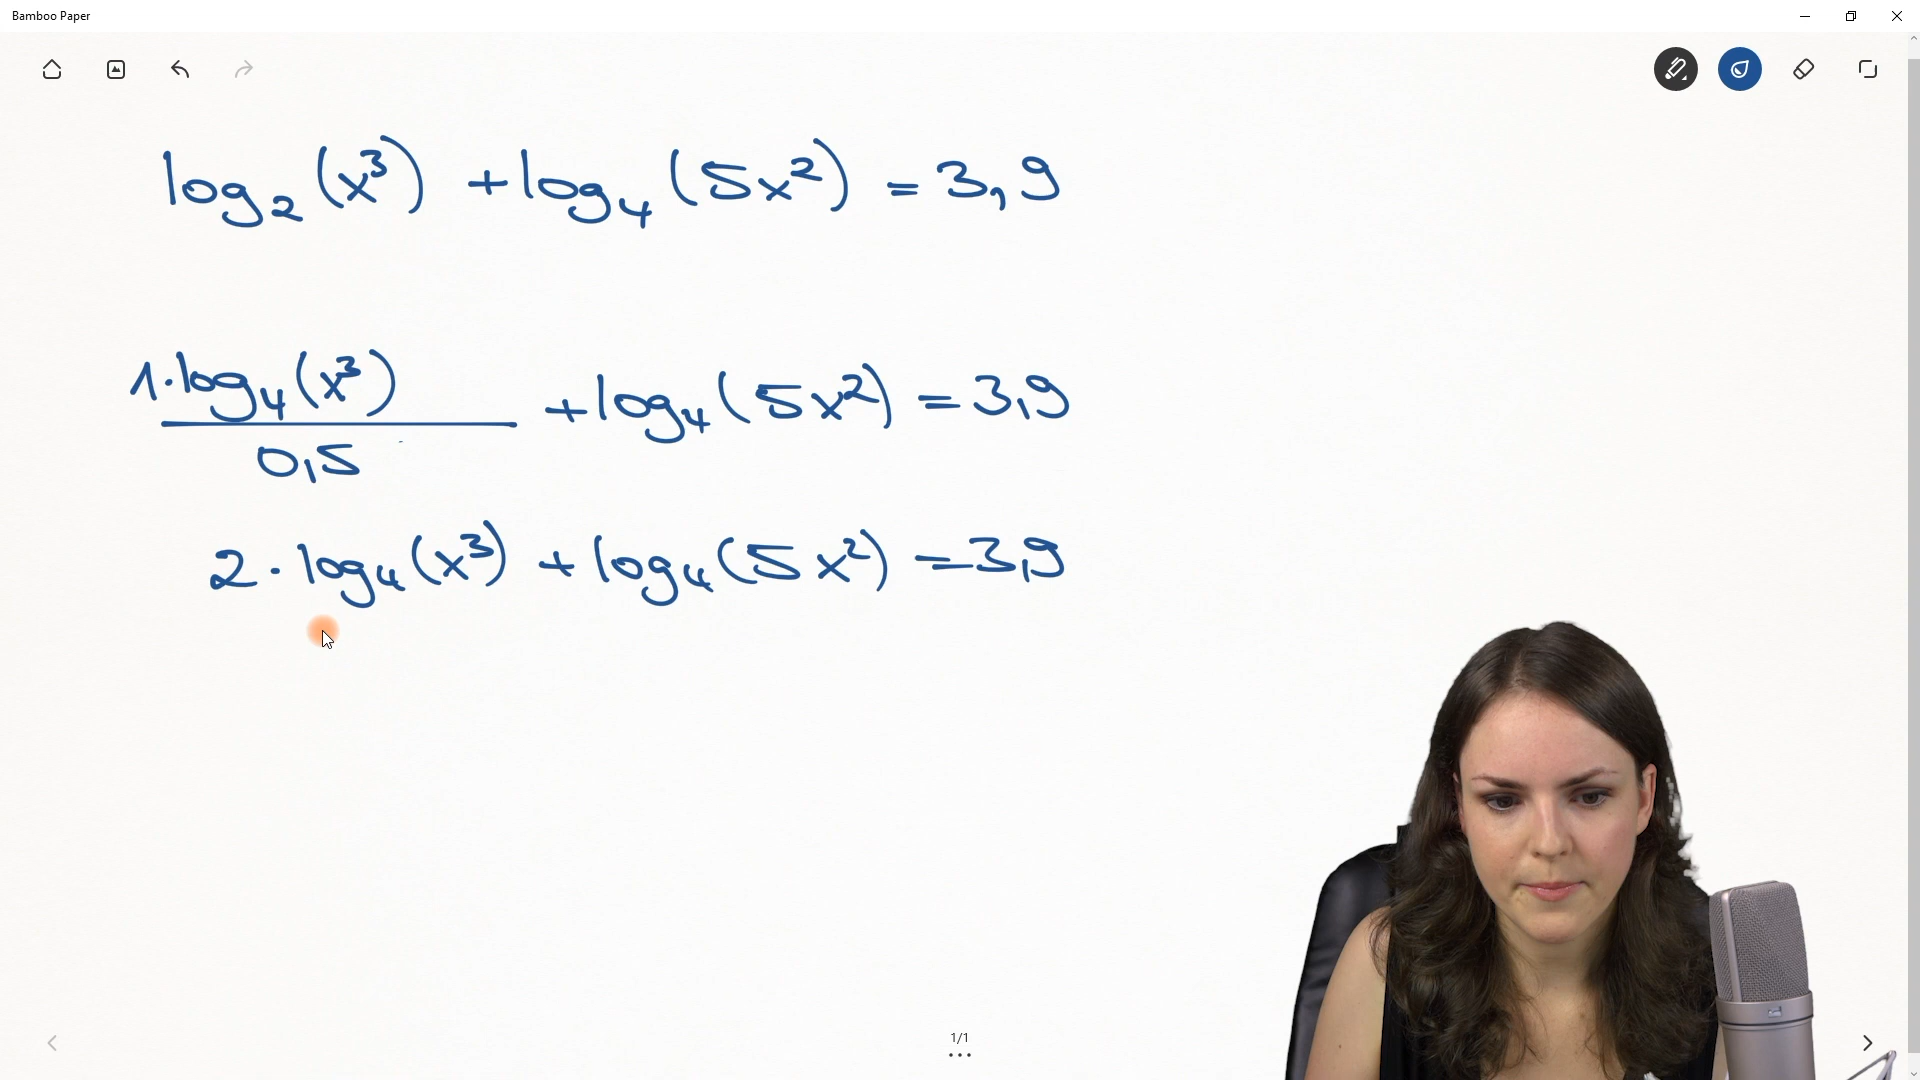 Bamboo Paper
log₂(x³) + log₄(5x²) = 3,9
1·log₄(x³) / 0,5 + log₄(5x²) = 3,9
2·log₄(x³) + log₄(5x²) = 3,9
1/1